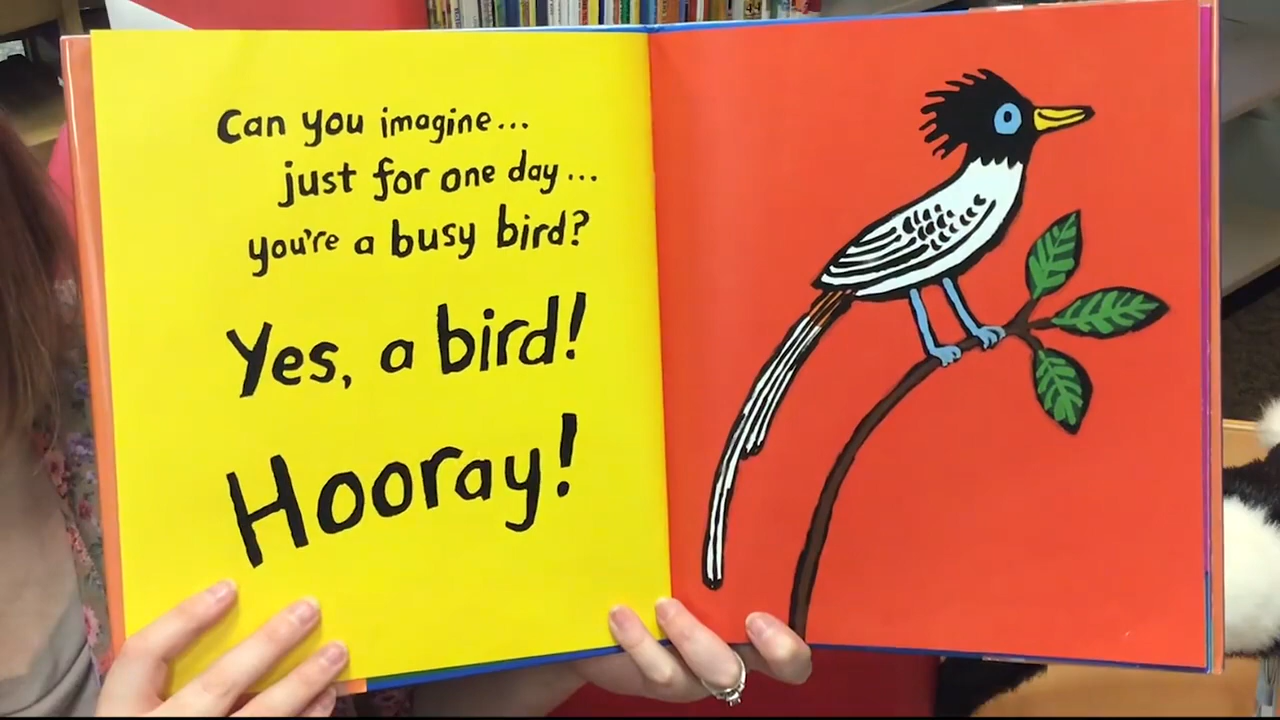 Can you imagine...
just for one day...
you're a busy bird?
Yes, a bird!
Hooray!